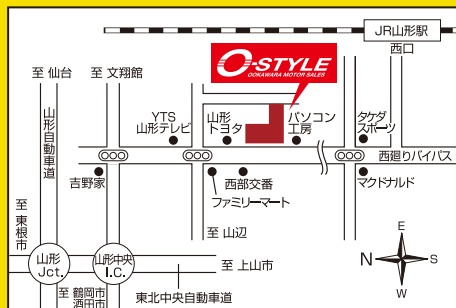 JR山形駅
西口
O-STYLE
OOKAWARA MOTOR SALES
至 仙台
至 文翔館
山形自動車道
YTS
山形テレビ
山形
トヨタ
パソコン
工房
タケダ
スポーツ
西廻りバイパス
吉野家
西部交番
ファミリーマート
マクドナルド
至 東根市
至 山辺
山形
Jct.
山形中央
I.C.
至 上山市
東北中央自動車道
至 鶴岡市
酒田市
E
N
S
W